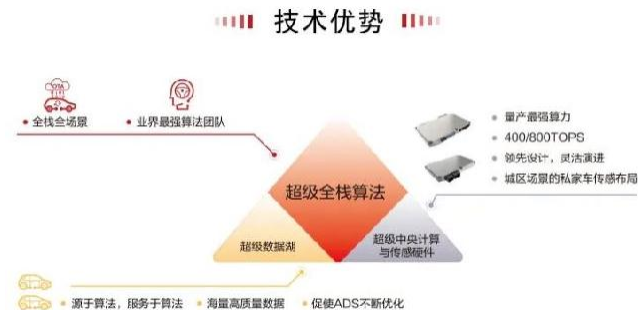 技术优势
OTA
全栈全场景
业界最强算法团队
量产最强算力
400/800TOPS
领先设计，灵活演进
城区场景的私家车传感布局
超级全栈算法
超级数据湖
超级中央计算
与传感硬件
源于算法，服务于算法
海量高质量数据
促使ADS不断优化